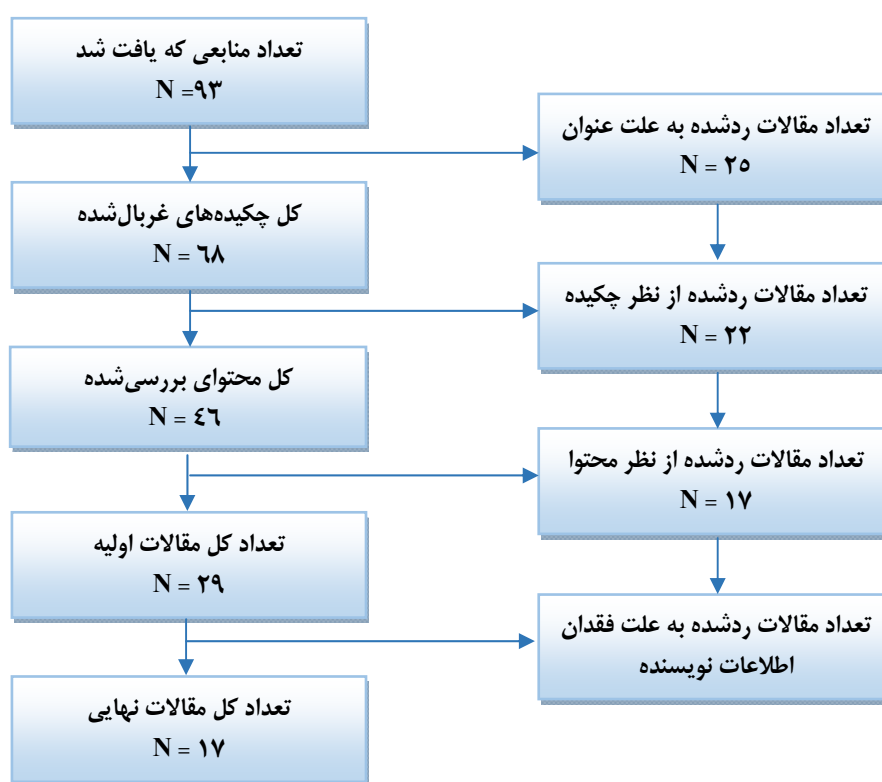 تعداد منابعی که یافت شد
N =۹۳
تعداد مقالات ردشده به علت عنوان
N = ۲٥
کل چکیده‌های غربال‌شده
N = ٦۸
تعداد مقالات ردشده از نظر چکیده
N = ۲۲
کل محتوای بررسی‌شده
N = ٤٦
تعداد مقالات ردشده از نظر محتوا
N = ۱۷
تعداد کل مقالات اولیه
N = ۲۹
تعداد مقالات ردشده به علت فقدان
اطلاعات نویسنده
تعداد کل مقالات نهایی
N = ۱۷